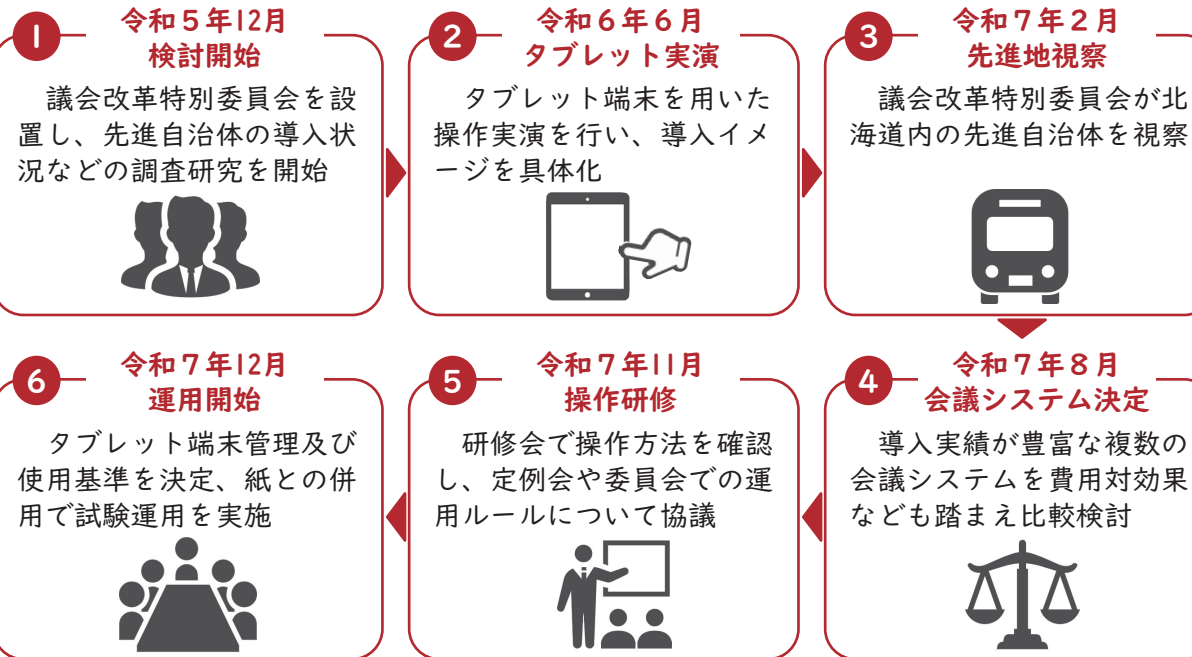 1
令和5年12月
検討開始
議会改革特別委員会を設
置し、先進自治体の導入状
況などの調査研究を開始
2
令和6年6月
タブレット実演
タブレット端末を用いた
操作実演を行い、導入イメ
ージを具体化
3
令和7年2月
先進地視察
議会改革特別委員会が北
海道内の先進自治体を視察
4
令和7年8月
会議システム決定
導入実績が豊富な複数の
会議システムを費用対効果
なども踏まえ比較検討
5
令和7年11月
操作研修
研修会で操作方法を確認
し、定例会や委員会での運
用ルールについて協議
6
令和7年12月
運用開始
タブレット端末管理及び
使用基準を決定、紙との併
用で試験運用を実施